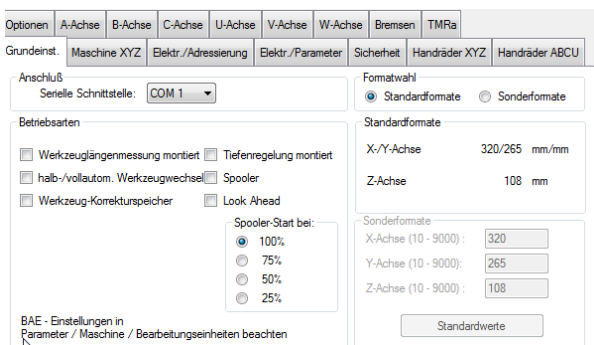 Optionen A-Achse B-Achse C-Achse U-Achse V-Achse W-Achse Bremsen TMRa
Grundeinst. Maschine XYZ Elektr./Adressierung Elektr./Parameter Sicherheit Handräder XYZ Handräder ABCU
Anschluß
Serielle Schnittstelle: COM 1
Formatwahl
Standardformate Sonderformate
Betriebsarten
Werkzeuglängenmessung montiert Tiefenregelung montiert
halb-/vollautom. Werkzeugwechsel Spooler
Werkzeug-Korrekturspeicher Look Ahead
Spooler-Start bei:
100%
75%
50%
25%
BAE - Einstellungen in
Parameter / Maschine / Bearbeitungseinheiten beachten
Standardformate
X-/Y-Achse 320/265 mm/mm
Z-Achse 108 mm
Sonderformate
X-Achse (10 - 9000) : 320
Y-Achse (10 - 9000): 265
Z-Achse (10 - 9000) : 108
Standardwerte